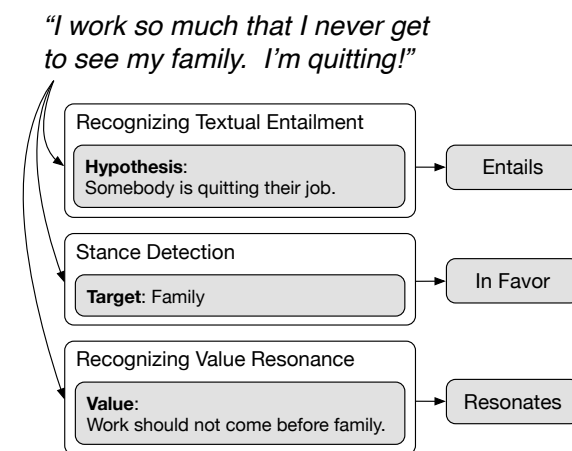 “I work so much that I never get
to see my family.  I’m quitting!”
Recognizing Textual Entailment
Hypothesis:
Somebody is quitting their job.
Entails
Stance Detection
Target: Family
In Favor
Recognizing Value Resonance
Value:
Work should not come before family.
Resonates